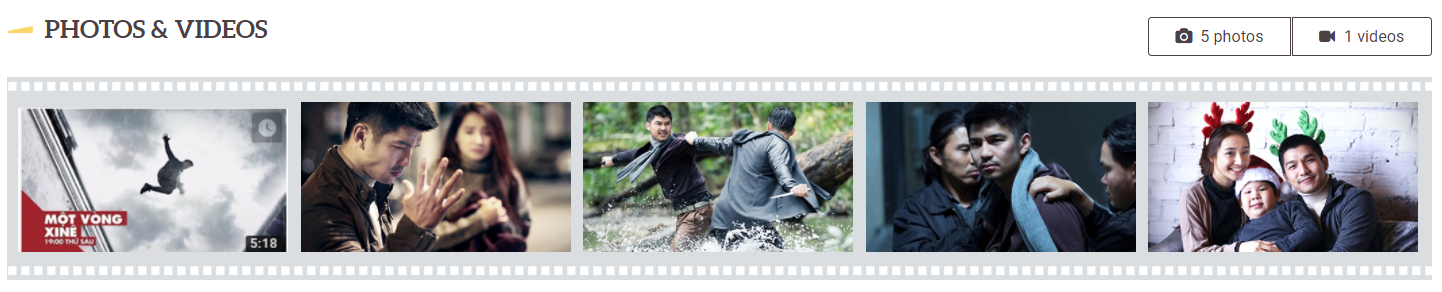 PHOTOS & VIDEOS
5 photos
1 videos
MỘT VÒNG
XINÊ
19:00 THỨ SÁU
5:18